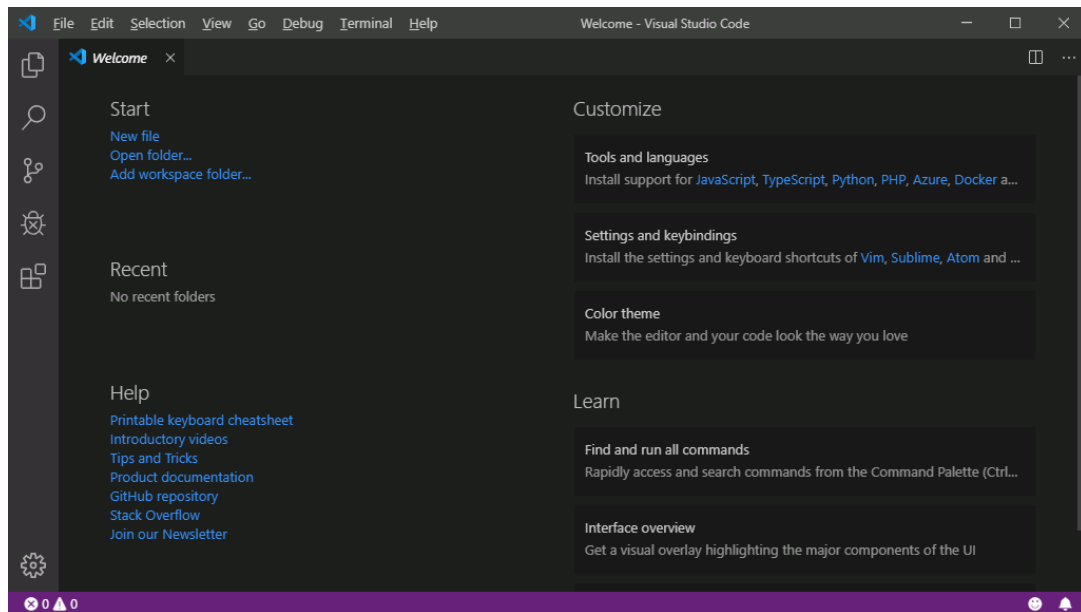 File Edit Selection View Go Debug Terminal Help
Welcome - Visual Studio Code
Welcome
Start
New file
Open folder...
Add workspace folder...
Recent
No recent folders
Help
Printable keyboard cheatsheet
Introductory videos
Tips and Tricks
Product documentation
GitHub repository
Stack Overflow
Join our Newsletter
Customize
Tools and languages
Install support for JavaScript, TypeScript, Python, PHP, Azure, Docker a...
Settings and keybindings
Install the settings and keyboard shortcuts of Vim, Sublime, Atom and ...
Color theme
Make the editor and your code look the way you love
Learn
Find and run all commands
Rapidly access and search commands from the Command Palette (Ctrl...
Interface overview
Get a visual overlay highlighting the major components of the UI
0 0